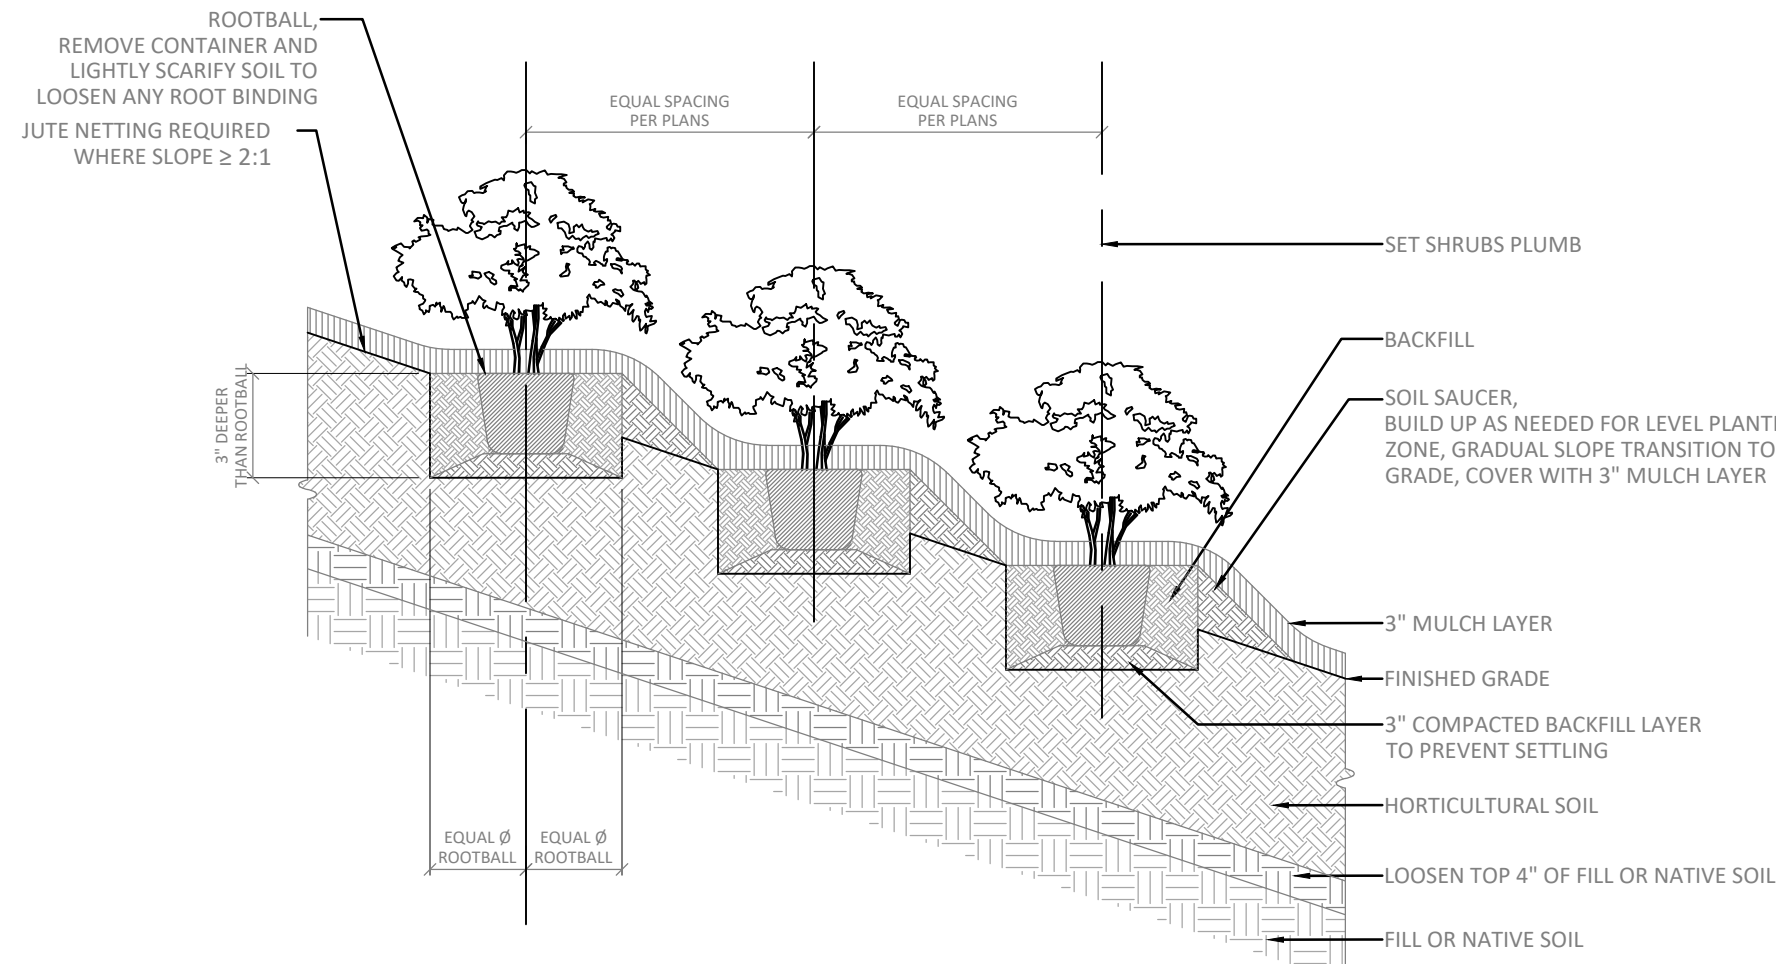 ROOTBALL,
REMOVE CONTAINER AND
LIGHTLY SCARIFY SOIL TO
LOOSEN ANY ROOT BINDING
JUTE NETTING REQUIRED
WHERE SLOPE ≥ 2:1
EQUAL SPACING
PER PLANS
EQUAL SPACING
PER PLANS
SET SHRUBS PLUMB
BACKFILL
SOIL SAUCER,
BUILD UP AS NEEDED FOR LEVEL
ZONE, GRADUAL SLOPE TRANSITION TO
GRADE, COVER WITH 3" MULCH LAYER
3" DEEPER
THAN ROOTBALL
3" MULCH LAYER
FINISHED GRADE
3" COMPACTED BACKFILL LAYER
TO PREVENT SETTLING
HORTICULTURAL SOIL
EQUAL Ø
ROOTBALL
EQUAL Ø
ROOTBALL
LOOSEN TOP 4" OF FILL OR NATIVE SOIL
FILL OR NATIVE SOIL